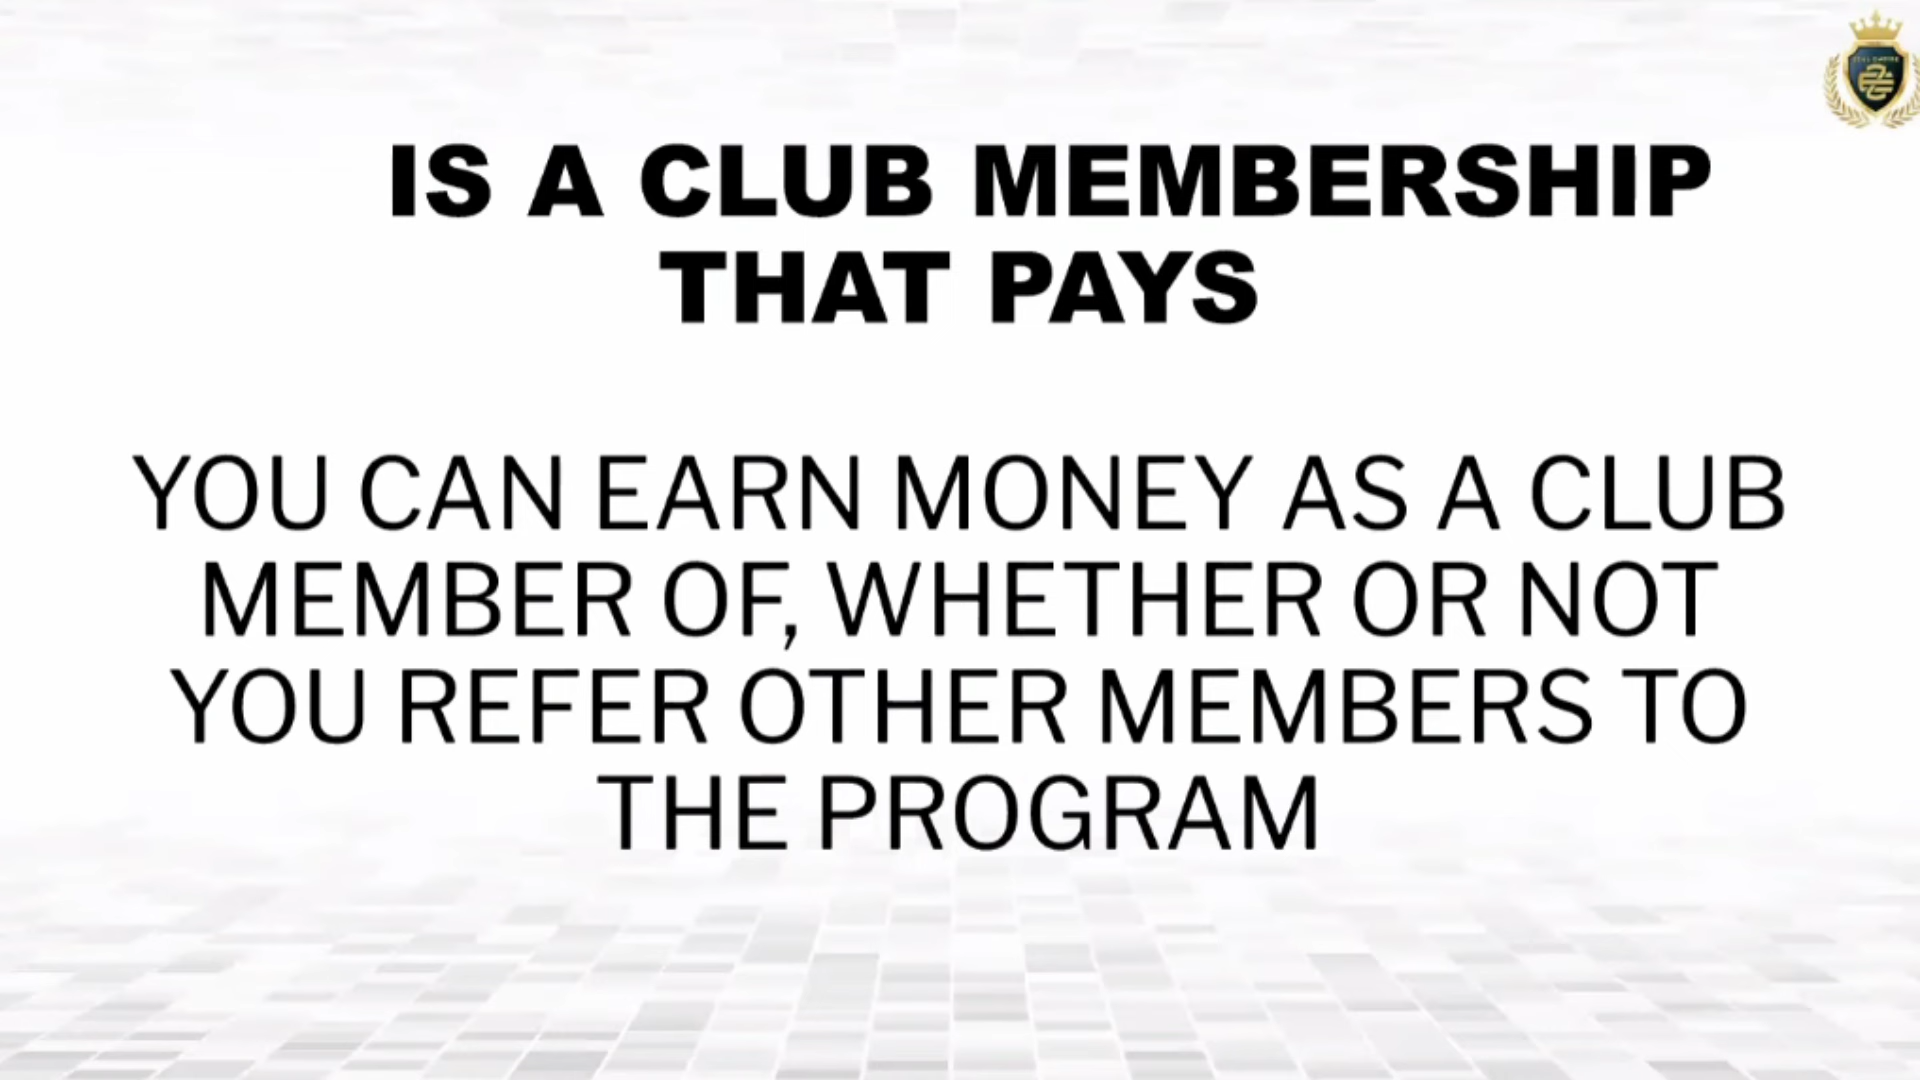 IS A CLUB MEMBERSHIP
THAT PAYS
YOU CAN EARN MONEY AS A CLUB
MEMBER OF, WHETHER OR NOT
YOU REFER OTHER MEMBERS TO
THE PROGRAM